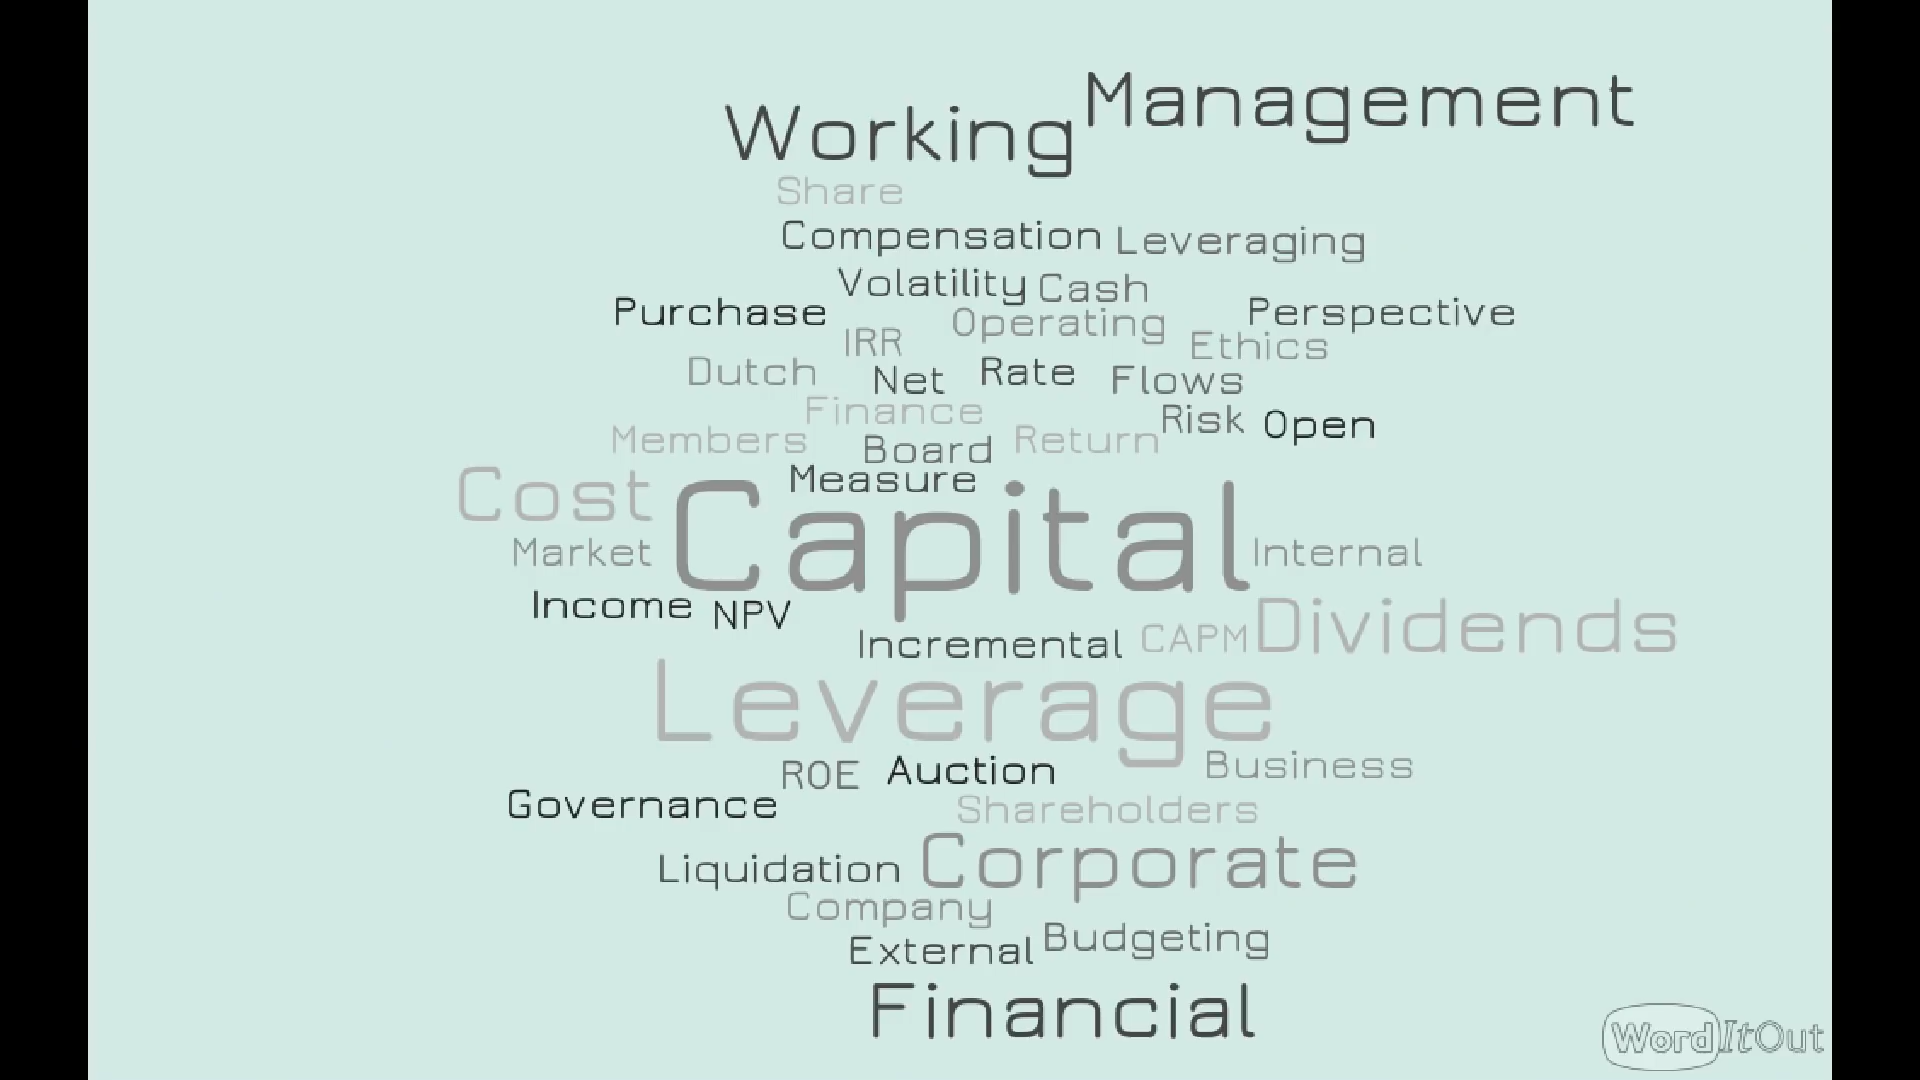 Working Management
Share
Compensation Leveraging
Volatility Cash
Purchase Operating Perspective
IRR Ethics
Dutch Net Rate Flows
Finance Risk Open
Members Board Return
Cost Measure
Capital
Market Internal
Income NPV
Incremental CAPM Dividends
Leverage
ROE Auction Business
Governance Shareholders
Liquidation Corporate
Company
External Budgeting
Financial
WordItOut